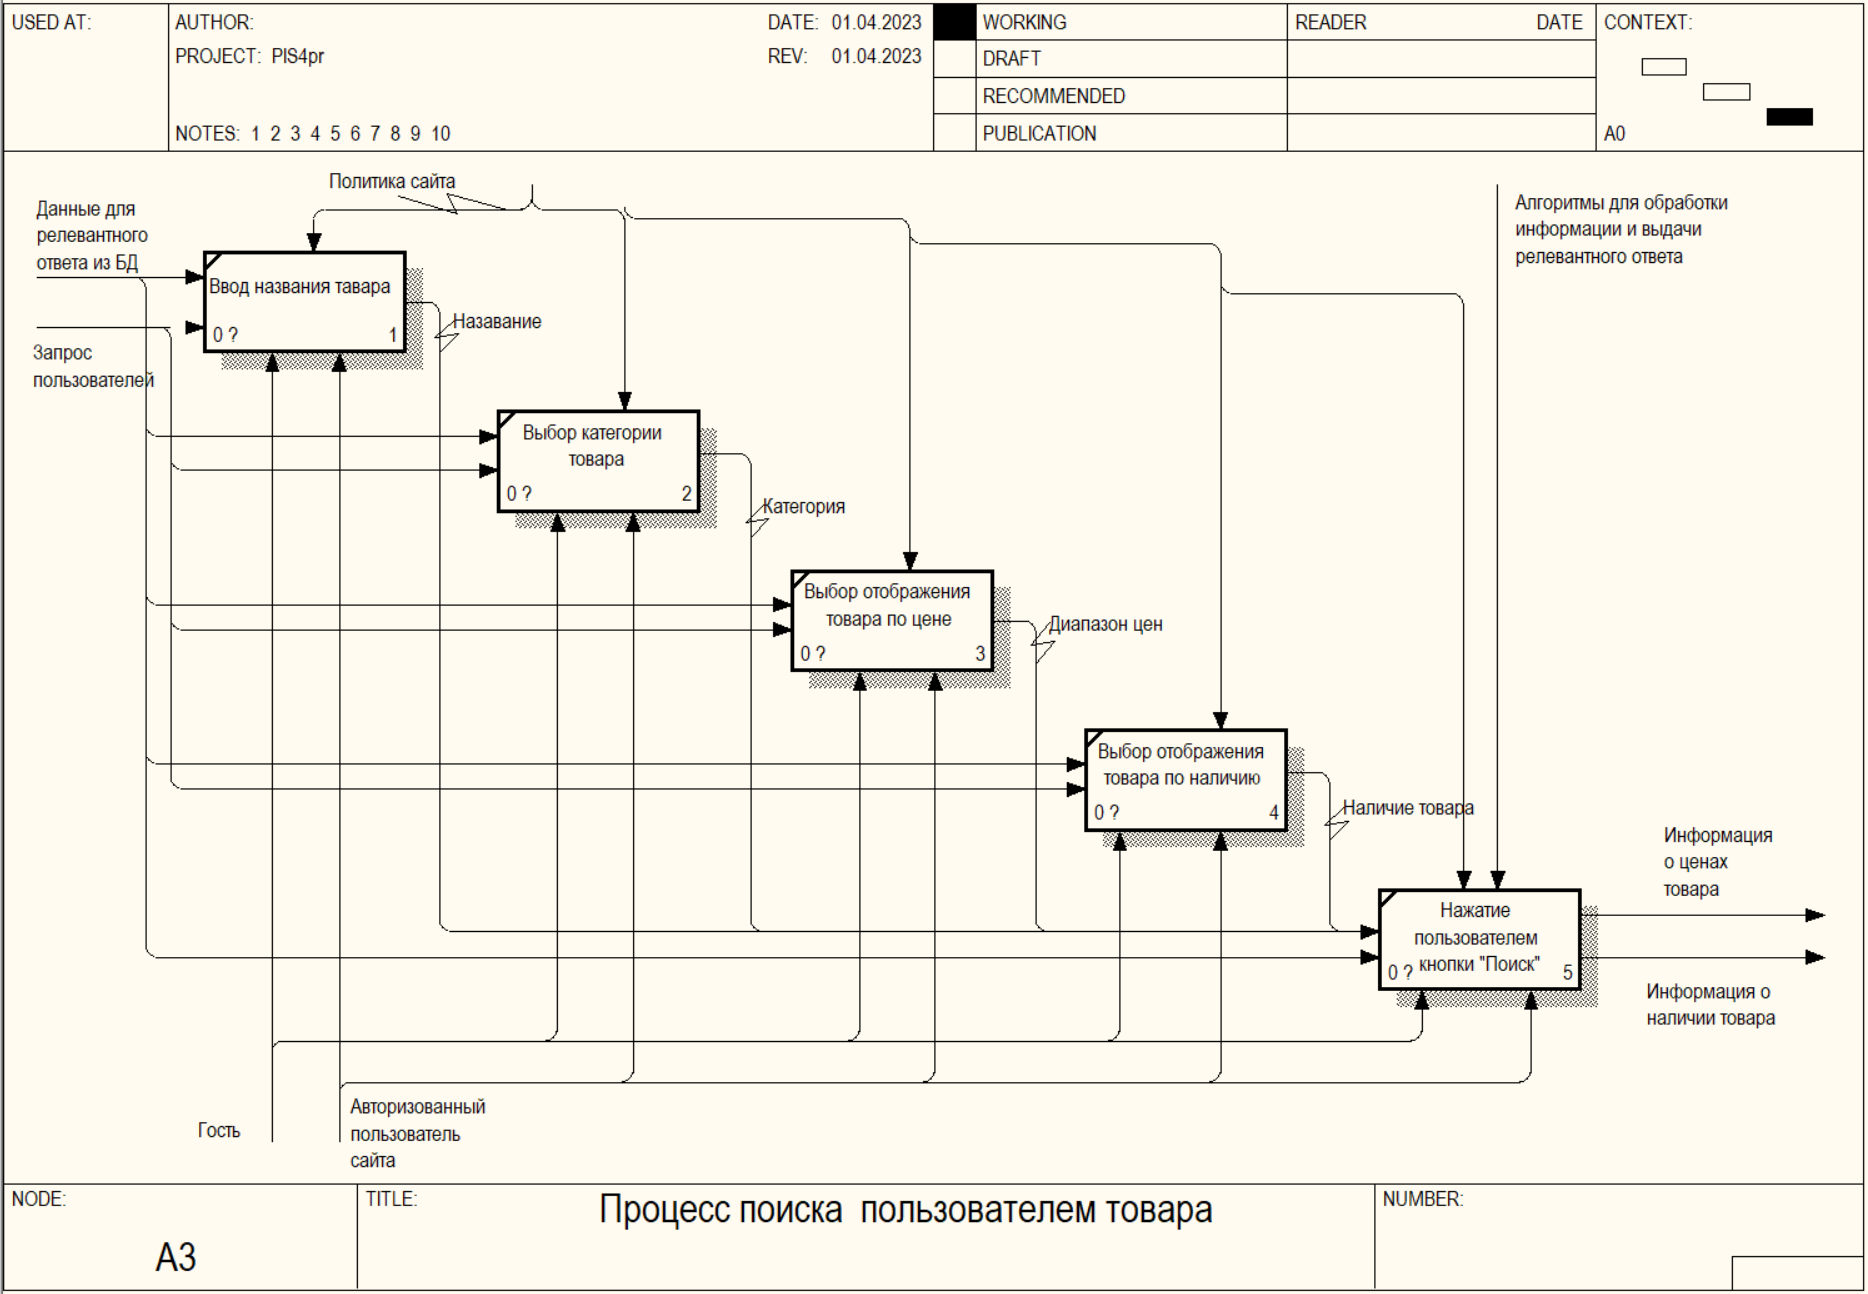 USED AT:
AUTHOR:
DATE: 01.04.2023
PROJECT: PIS4pr
REV: 01.04.2023
NOTES: 1 2 3 4 5 6 7 8 9 10
WORKING
DRAFT
RECOMMENDED
PUBLICATION
READER
DATE
CONTEXT:
A0
Политика сайта
Данные для
релевантного
ответа из БД
Алгоритмы для обработки
информации и выдачи
релевантного ответа
Ввод названия тавара
0 ?
1
Назавание
Запрос
пользователей
Выбор категории
товара
0 ?
2
Категория
Выбор отображения
товара по цене
0 ?
3
Диапазон цен
Выбор отображения
товара по наличию
0 ?
4
Наличие товара
Информация
о ценах
товара
Нажатие
пользователем
кнопки "Поиск"
0 ?
5
Информация о
наличии товара
Гость
Авторизованный
пользователь
сайта
NODE:
A3
TITLE:
Процесс поиска пользователем товара
NUMBER: